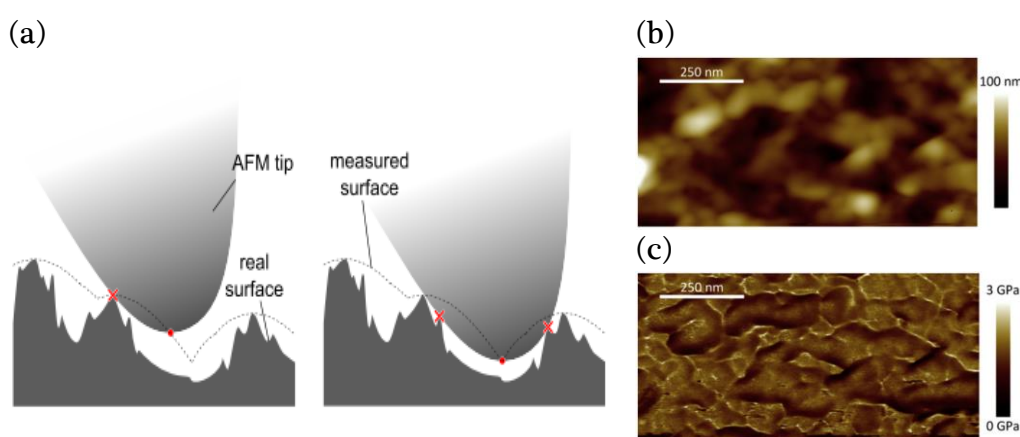 (a)
AFM tip
real
surface
measured
surface
(b)
250 nm
100 nm
(c)
250 nm
3 GPa
0 GPa